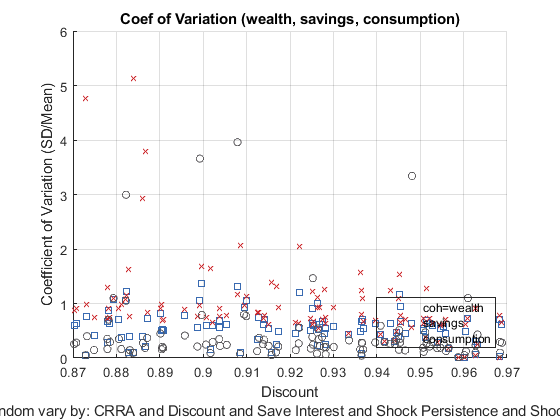 Coef of Variation (wealth, savings, consumption)
Coefficient of Variation (SD/Mean)
6
5
4
3
2
1
0
coh=wealth
savings
consumption
0.87 0.88 0.89 0.9 0.91 0.92 0.93 0.94 0.95 0.96 0.97
Discount
vary by: CRRA and Discount and Save Interest and Shock Persistence and